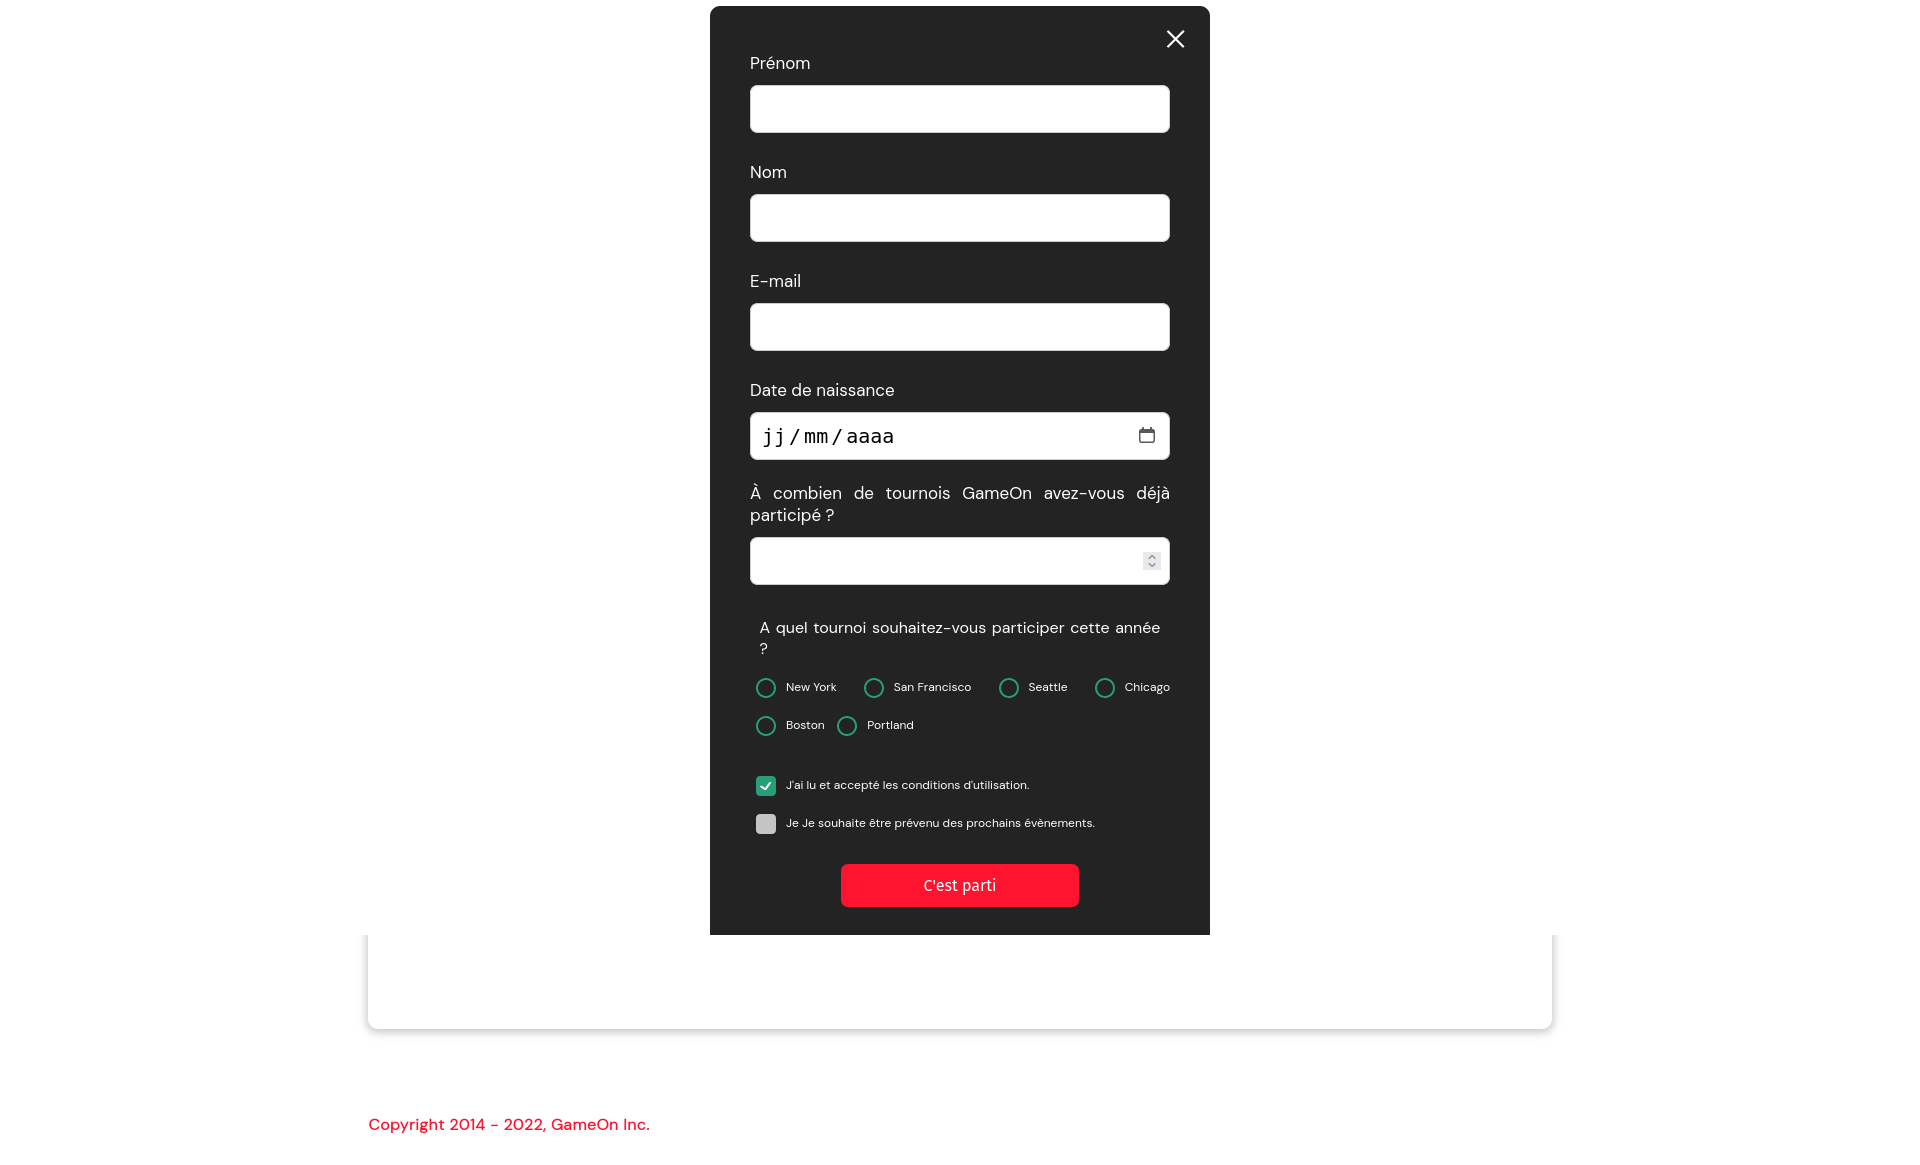 Prénom
Nom
E-mail
Date de naissance
jj/mm/aaaa
À combien de tournois GameOn avez-vous déjà
participé ?
A quel tournoi souhaitez-vous participer cette année
?
New York San Francisco Seattle Chicago
Boston Portland
J'ai lu et accepté les conditions d'utilisation.
Je Je souhaite être prévenu des prochains évènements.
C'est parti
Copyright 2014 - 2022, GameOn Inc.